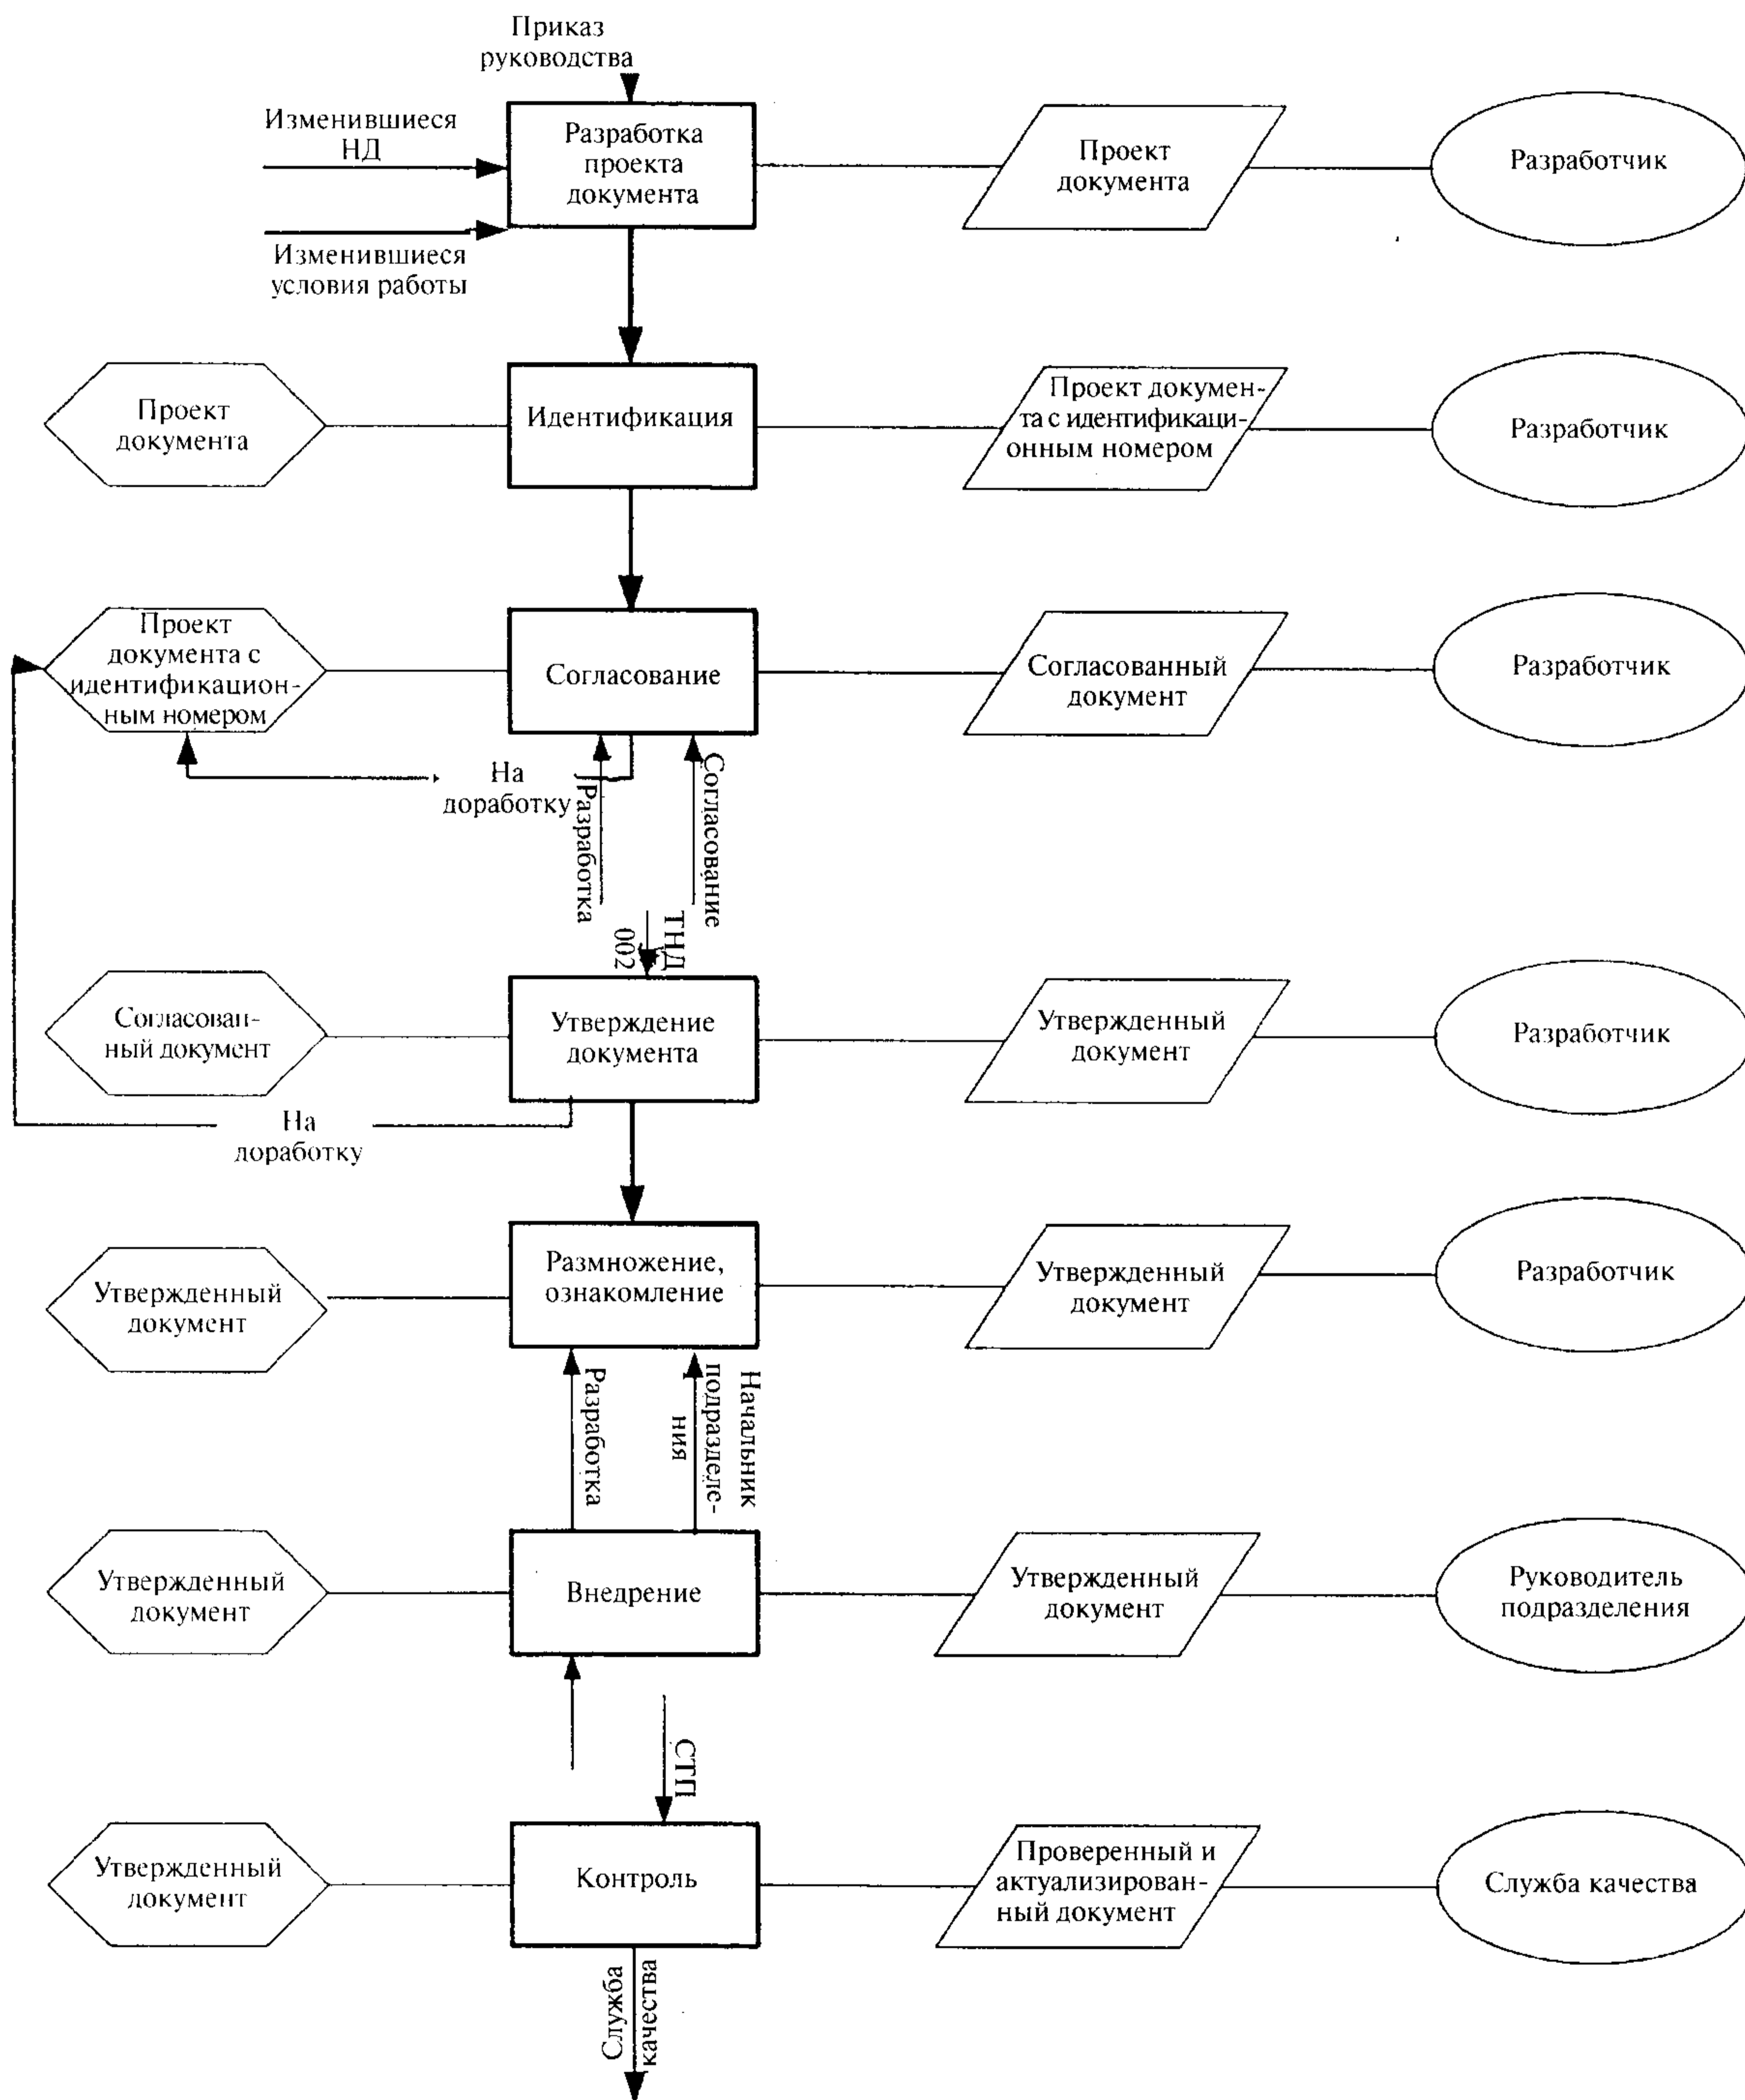 Приказ
руководства
Изменившиеся
НД
Разработка
проекта
документа
Проект
документа
Разработчик
Изменившиеся
условия работы
Проект
документа
Идентификация
Проект докумен-
та с идентификаци-
онным номером
Разработчик
Проект
документа с
идентификацион-
ным номером
Согласование
Согласованный
документ
Разработчик
На
доработку
Разработка
Согласование
ТНД
002
Согласован-
ный документ
Утверждение
документа
Утвержденный
документ
Разработчик
На
доработку
Утвержденный
документ
Размножение,
ознакомление
Утвержденный
документ
Разработчик
Разработка
Начальник
подразделе-
ния
Утвержденный
документ
Внедрение
Утвержденный
документ
Руководитель
подразделения
СТП
Утвержденный
документ
Контроль
Проверенный и
актуализирован-
ный документ
Служба качества
Служба
качества